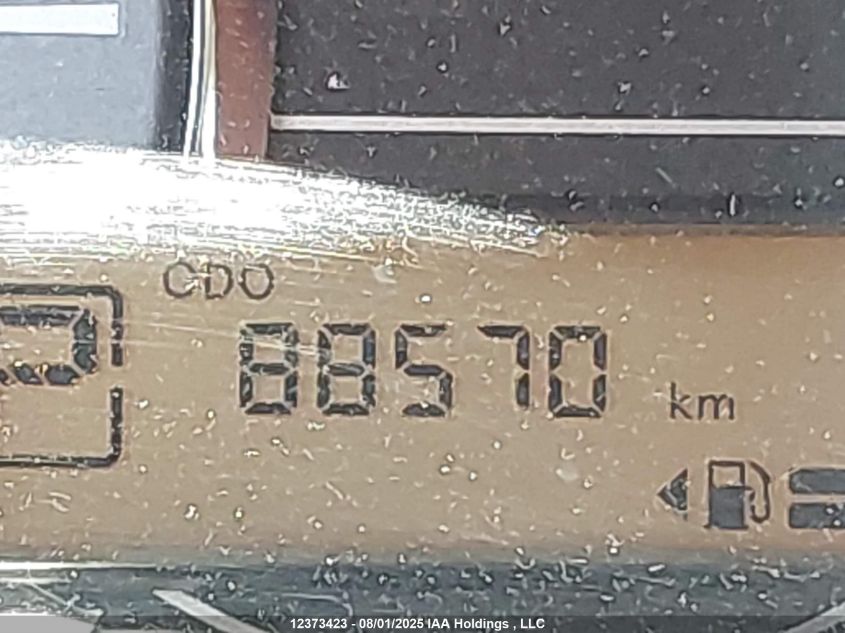 ODO
88570 km
12373423 - 08/01/2025 IAA Holdings , LLC